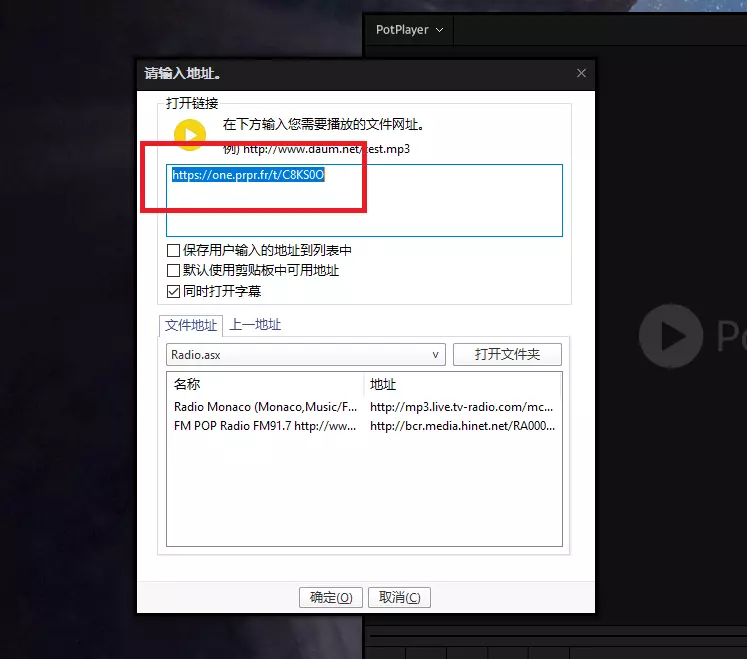 PotPlayer
请输入地址。
打开链接
在下方输入您需要播放的文件网址。
例) http://www.daum.net/test.mp3
https://one.prpr.fr/t/C8KS0O
保存用户输入的地址到列表中
默认使用剪贴板中可用地址
同时打开字幕
文件地址 上一地址
Radio.asx 打开文件夹
名称 地址
Radio Monaco (Monaco,Music/F... http://mp3.live.tv-radio.com/mc...
FM POP Radio FM91.7 http://ww... http://bcr.media.hinet.net/RA000...
确定(O) 取消(C)